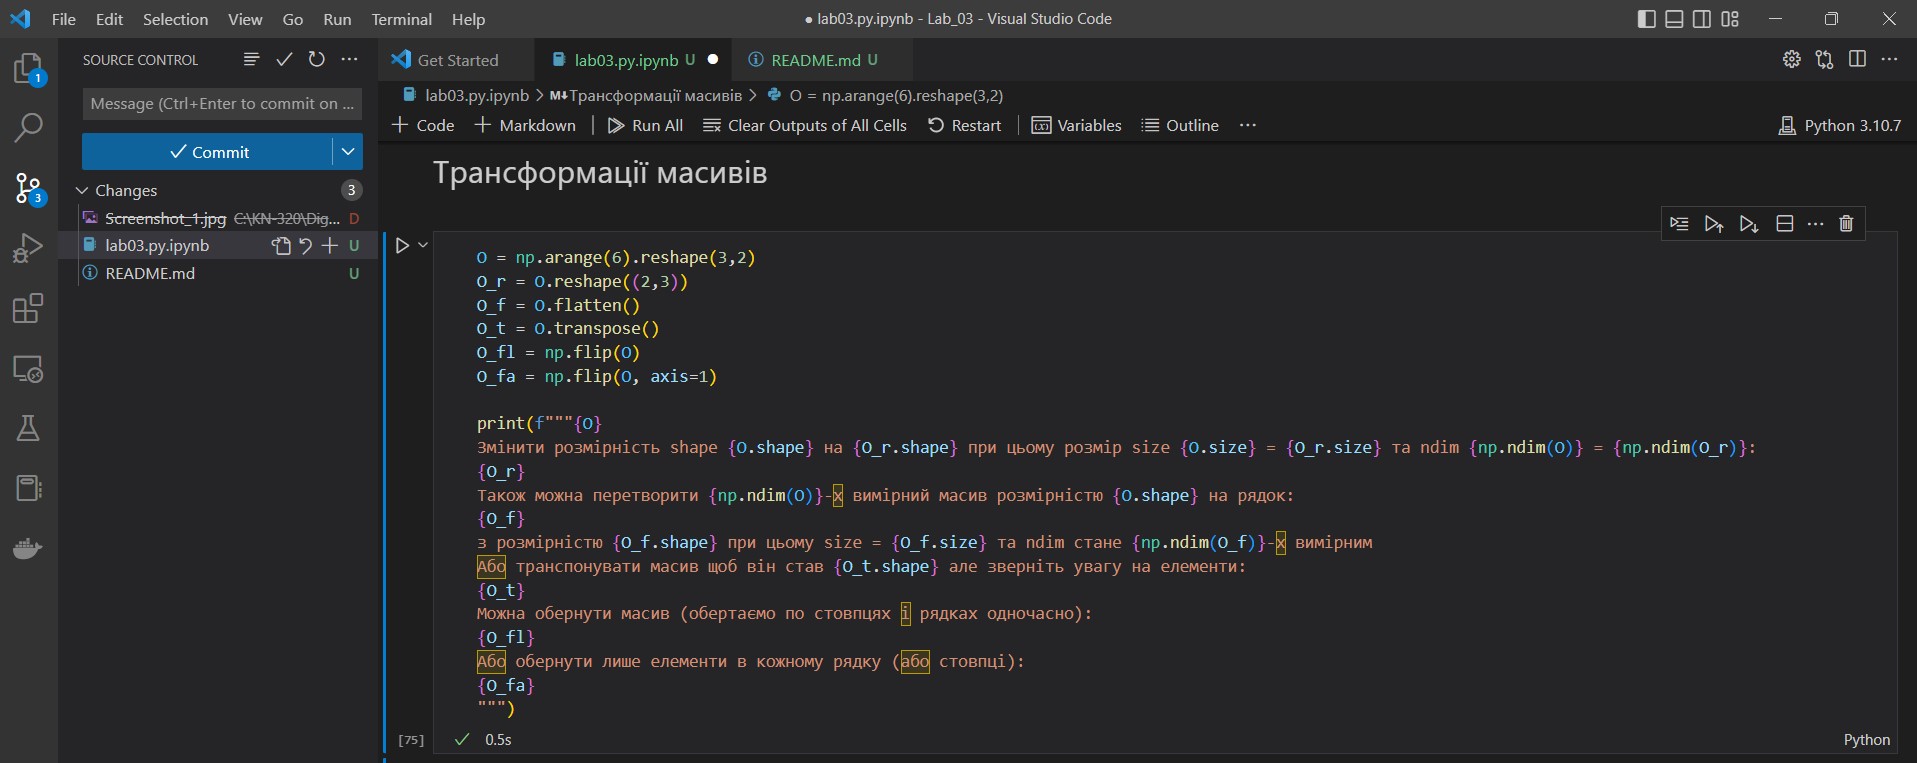 File Edit Selection View Go Run Terminal Help
● lab03.py.ipynb - Lab_03 - Visual Studio Code
SOURCE CONTROL
Message (Ctrl+Enter to commit on ...
Commit
Changes 3
Screenshot_1.jpg C:\KN-320\Dig... D
lab03.py.ipynb U
README.md U
1
3
Get Started
lab03.py.ipynb U ●
README.md U
lab03.py.ipynb > M↓Трансформації масивів > O = np.arange(6).reshape(3,2)
+ Code + Markdown Run All Clear Outputs of All Cells Restart Variables Outline ...
Python 3.10.7
Трансформації масивів
O = np.arange(6).reshape(3,2)
O_r = O.reshape((2,3))
O_f = O.flatten()
O_t = O.transpose()
O_fl = np.flip(O)
O_fa = np.flip(O, axis=1)
print(f"""{O}
Змінити розмірність shape {O.shape} на {O_r.shape} при цьому розмір size {O.size} = {O_r.size} та ndim {np.ndim(O)} = {np.ndim(O_r)}:
{O_r}
Також можна перетворити {np.ndim(O)}-х вимірний масив розмірністю {O.shape} на рядок:
{O_f}
з розмірністю {O_f.shape} при цьому size = {O_f.size} та ndim стане {np.ndim(O_f)}-х вимірним
Або транспонувати масив щоб він став {O_t.shape} але зверніть увагу на елементи:
{O_t}
Можна обернути масив (обертаємо по стовпцях і рядках одночасно):
{O_fl}
Або обернути лише елементи в кожному рядку (або стовпці):
{O_fa}
""")
[75] 0.5s
Python